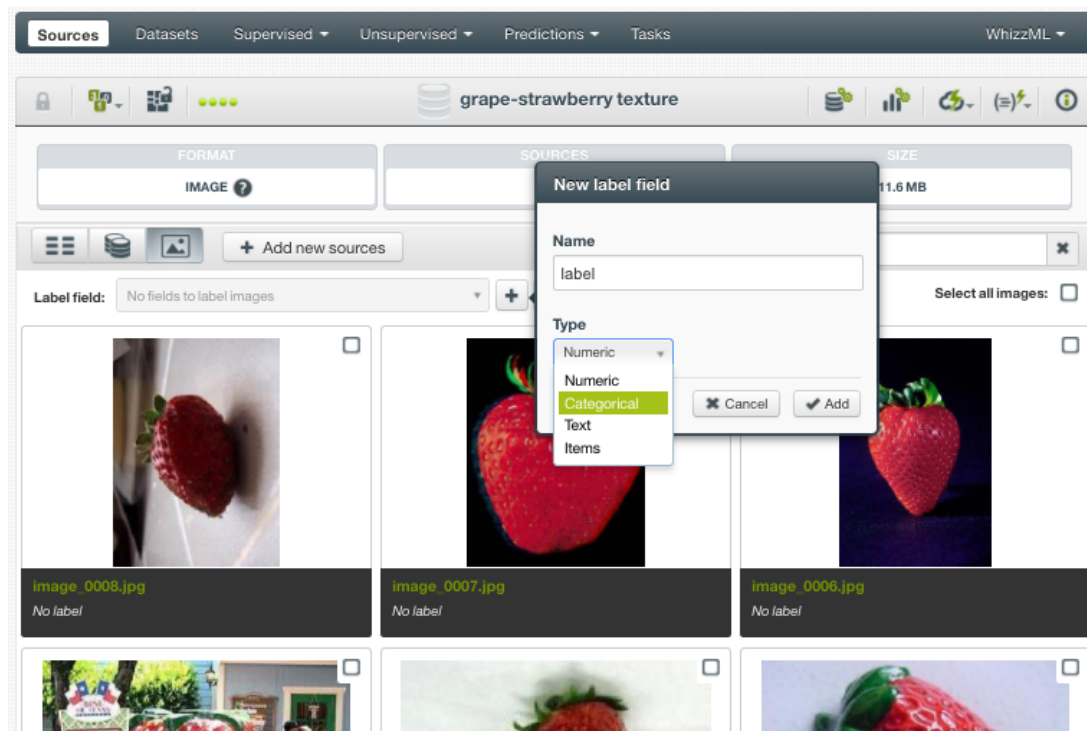 Sources Datasets Supervised Unsupervised Predictions Tasks WhizzML
grape-strawberry texture
FORMAT SOURCES SIZE
IMAGE 11.6 MB
New label field
Name
label
Type
Numeric
Numeric
Categorical
Text
Items
Cancel Add
Add new sources
Label field: No fields to label images
Select all images:
image_0008.jpg image_0007.jpg image_0006.jpg
No label No label No label